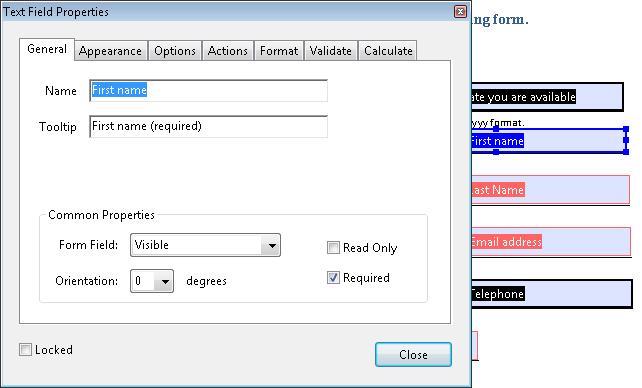 Text Field Properties
ng form.
General Appearance Options Actions Format Validate Calculate
Name First name
Tooltip First name (required)
ate you are available
yyy format.
First name
Last Name
Email address
Telephone
Common Properties
Form Field: Visible
Read Only
Orientation: 0 degrees
Required
Locked
Close